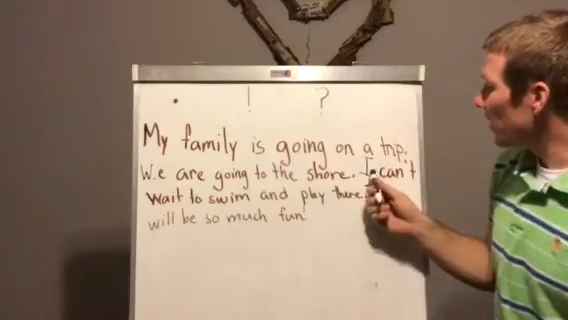 . ! ?
My family is going on a trip.
We are going to the shore. I can't
wait to swim and play there.
will be so much fun!